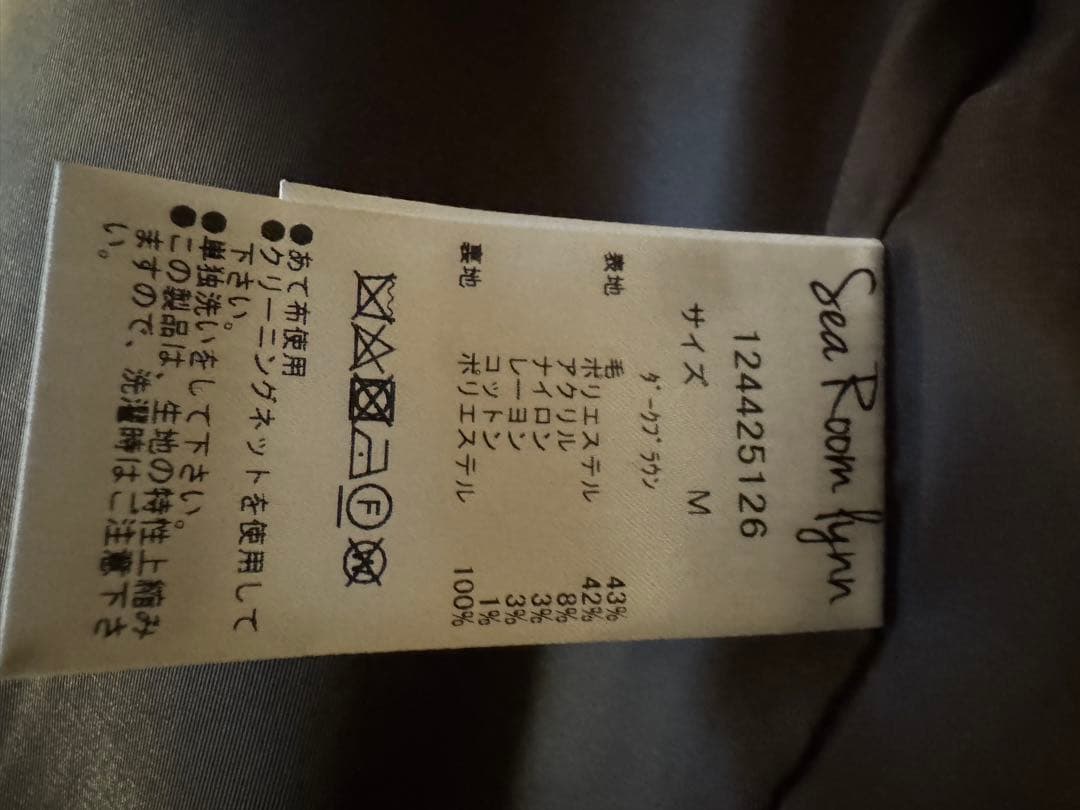 Sea Room lynn
124425126
サイズ M
ダークブラウン
表地 毛 43%
ポリエステル 42%
アクリル 8%
ナイロン 3%
レーヨン 3%
コットン 1%
裏地 ポリエステル 100%
F
W
●あて布使用
●クリーニングネットを使用して
下さい。
●単独洗いをして下さい。
●この製品は、生地の特性上縮み
ますので、洗濯時はご注意下さ
い。